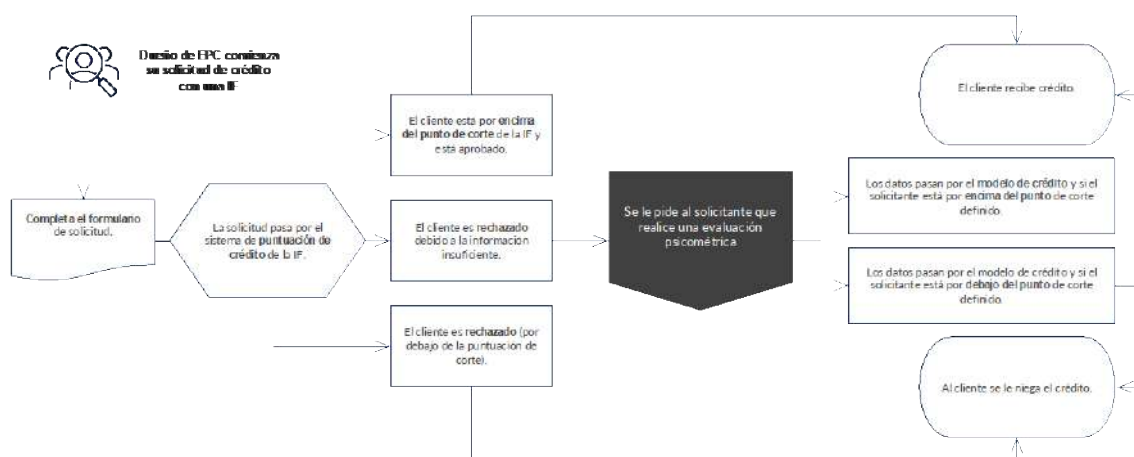 Dueño de EPC comienza
su solicitud de crédito
con una IF
Completa el formulario
de solicitud.
La solicitud pasa por el
sistema de puntuación de
crédito de la IF.
El cliente está por encima
del punto de corte de la IF y
está aprobado.
El cliente es rechazado
debido a la información
insuficiente.
El cliente es rechazado (por
debajo de la puntuación de
corte).
Se le pide al solicitante que
realice una evaluación
psicométrica
El cliente recibe crédito.
Los datos pasan por el modelo de crédito y si el
solicitante está por encima del punto de corte
definido.
Los datos pasan por el modelo de crédito y si el
solicitante está por debajo del punto de corte
definido.
Al cliente se le niega el crédito.